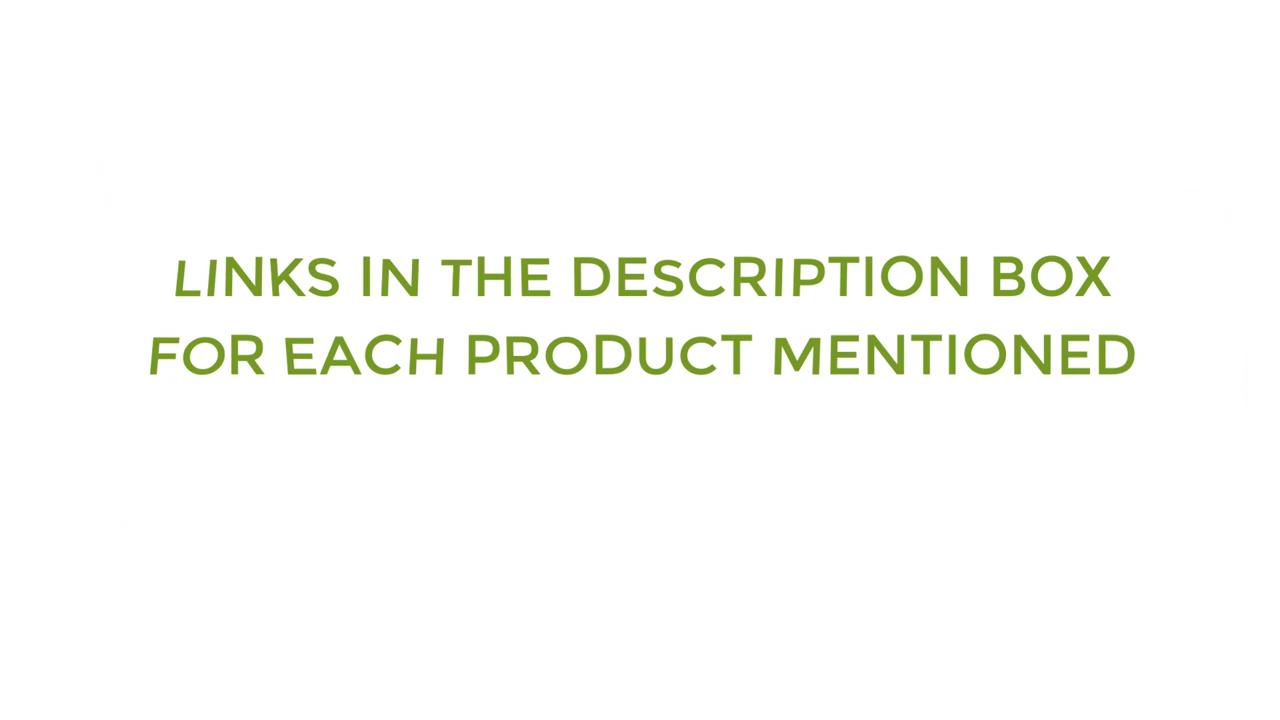 LINKS IN THE DESCRIPTION BOX
FOR EACH PRODUCT MENTIONED